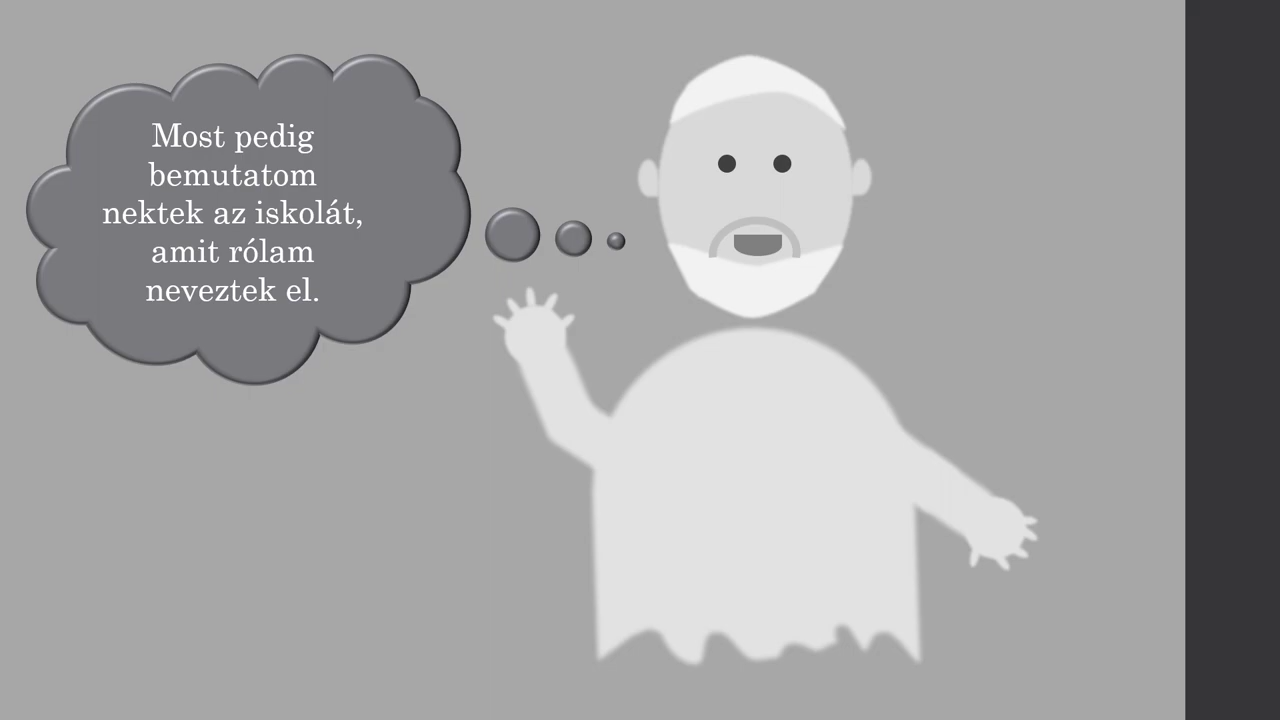 Most pedig
bemutatom
nektek az iskolát,
amit rólam
neveztek el.